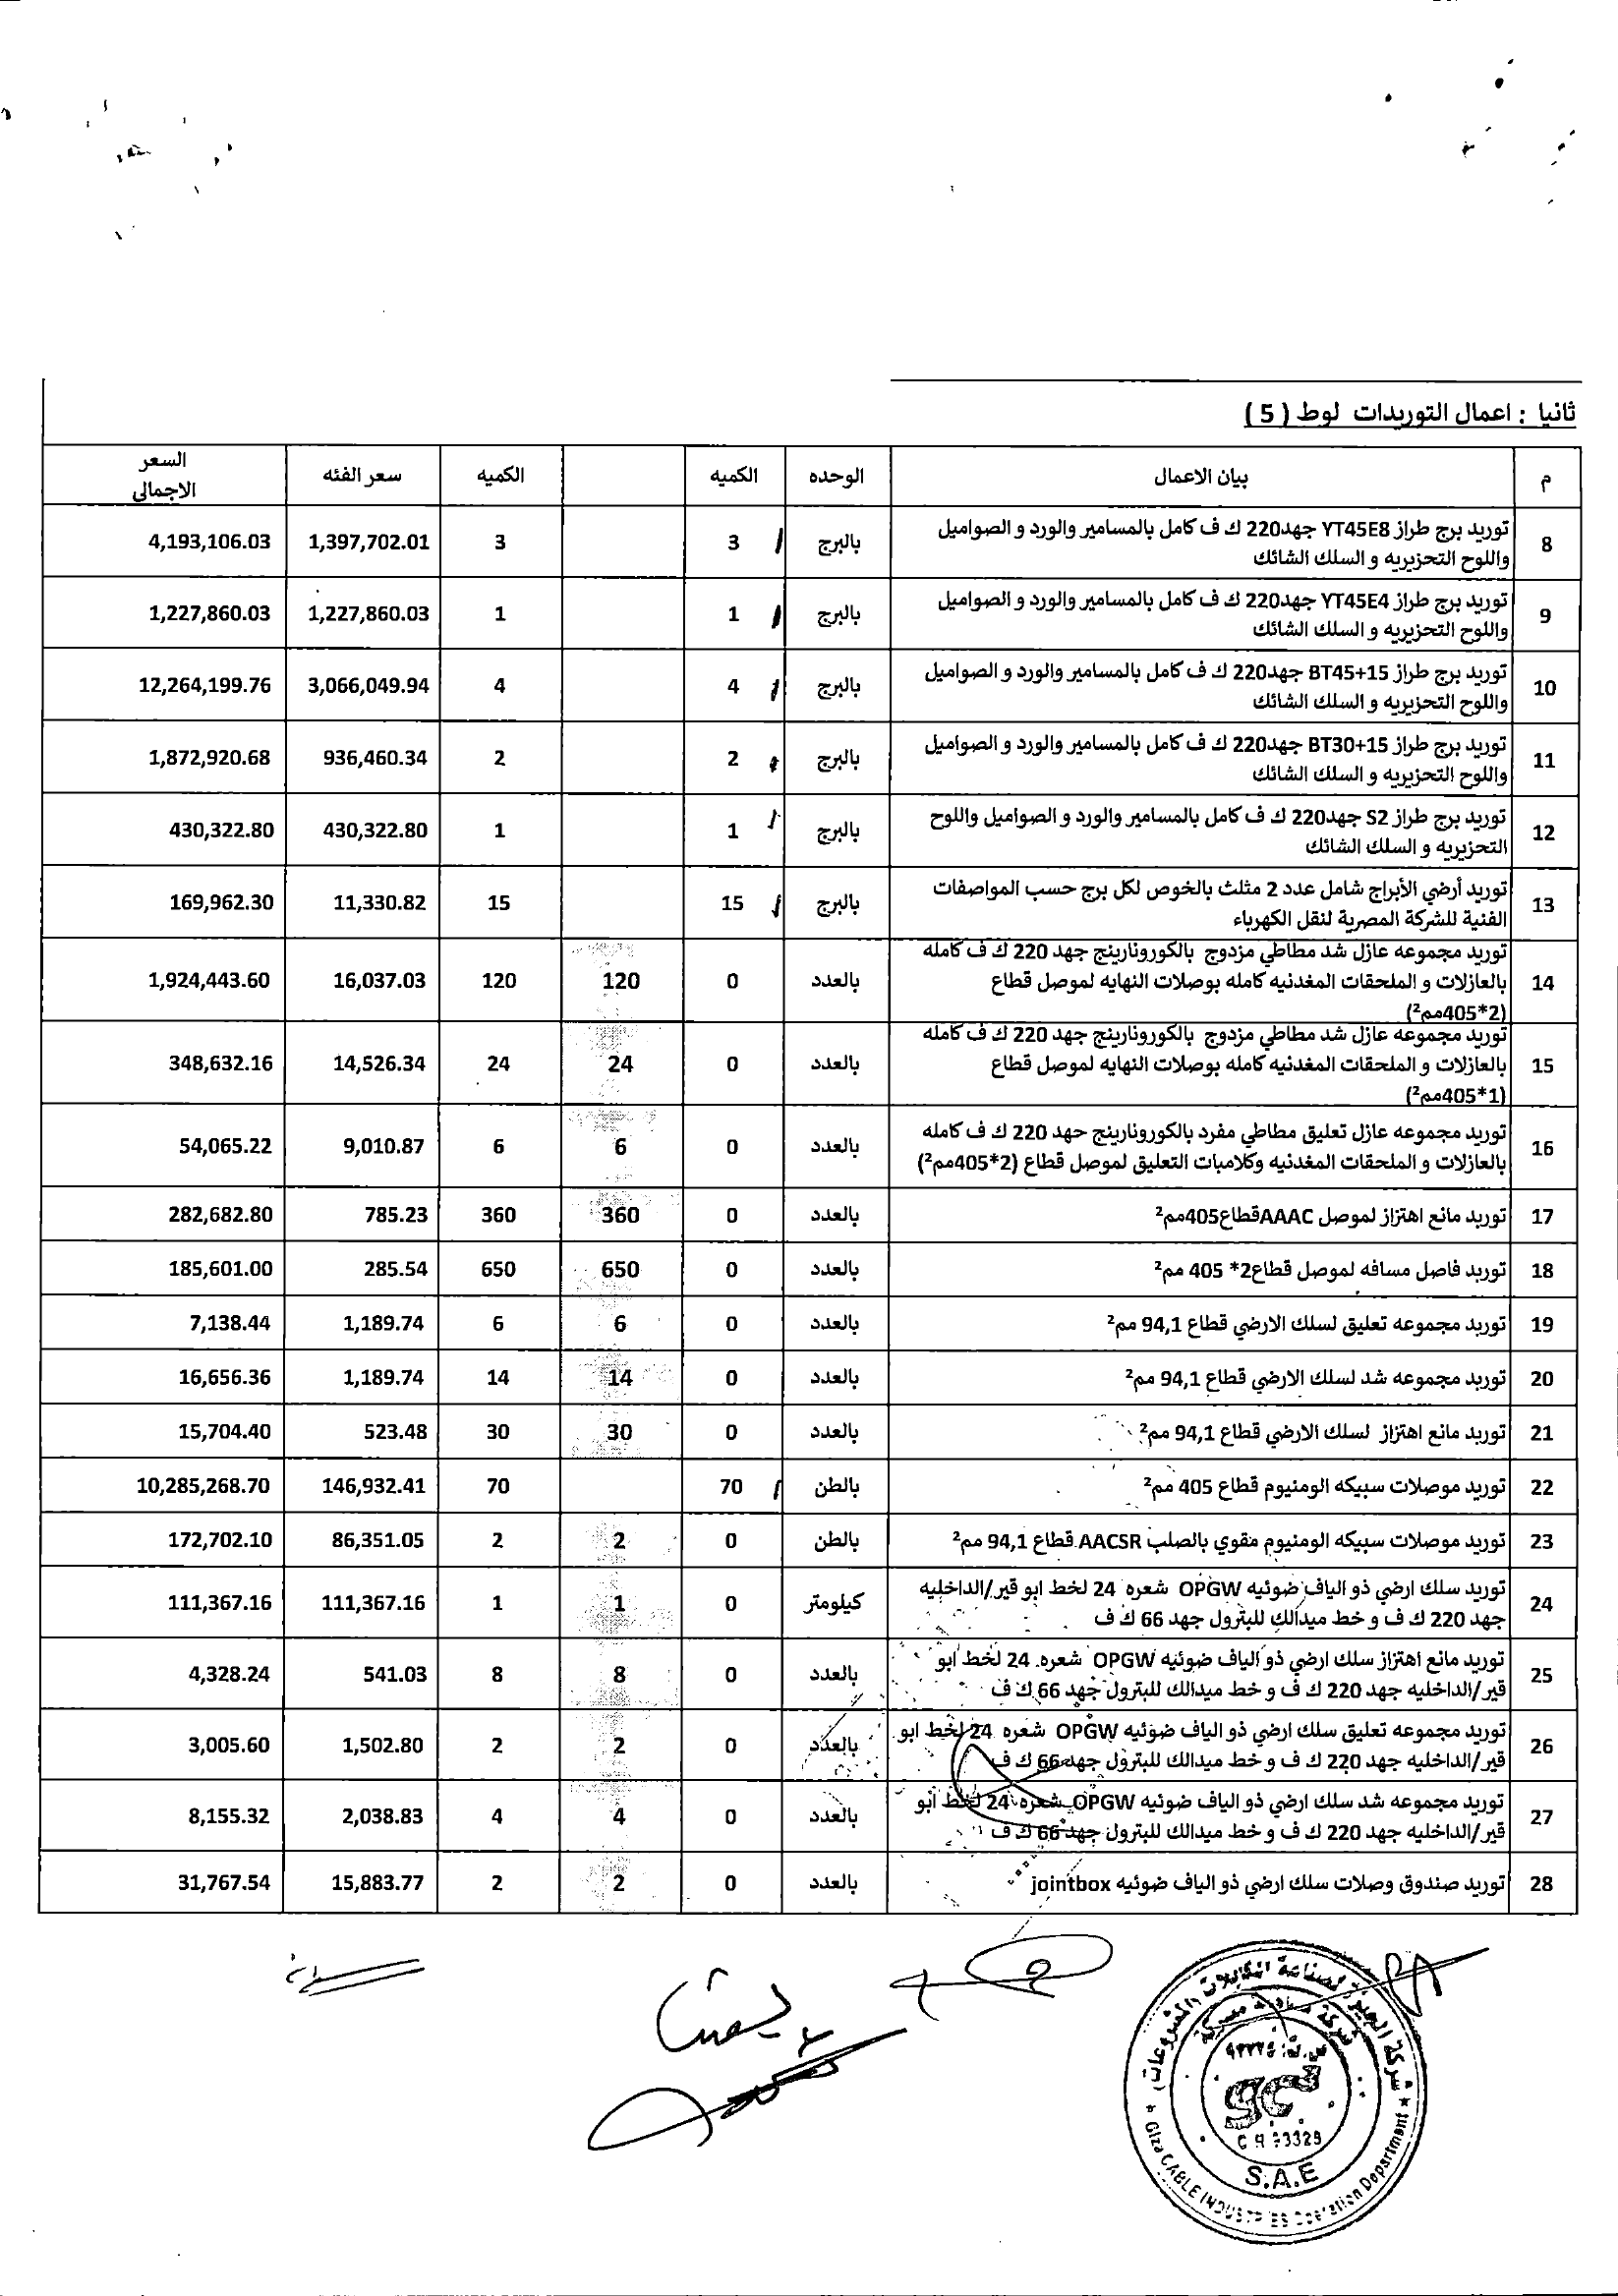 ثانيا : اعمال التوريدات لوط ( 5 )
م بيان الاعمال الوحده الكميه الكميه سعر الفئه السعر الاجمالى
8 توريد برج طراز YT45E8 جهد220 ك ف كامل بالمسامير والورد و الصواميل
واللوح التحزيريه و السلك الشائك بالبرج 3 3 1,397,702.01 4,193,106.03
9 توريد برج طراز YT45E4 جهد220 ك ف كامل بالمسامير والورد و الصواميل
واللوح التحزيريه و السلك الشائك بالبرج 1 1 1,227,860.03 1,227,860.03
10 توريد برج طراز BT45+15 جهد220 ك ف كامل بالمسامير والورد و الصواميل
واللوح التحزيريه و السلك الشائك بالبرج 4 4 3,066,049.94 12,264,199.76
11 توريد برج طراز BT30+15 جهد220 ك ف كامل بالمسامير والورد و الصواميل
واللوح التحزيريه و السلك الشائك بالبرج 2 2 936,460.34 1,872,920.68
12 توريد برج طراز S2 جهد220 ك ف كامل بالمسامير والورد و الصواميل واللوح
التحزيريه و السلك الشائك بالبرج 1 1 430,322.80 430,322.80
13 توريد أرضي الأبراج شامل عدد 2 مثلث بالخوص لكل برج حسب المواصفات
الفنية للشركة المصرية لنقل الكهرباء بالبرج 15 15 11,330.82 169,962.30
14 توريد مجموعه عازل شد مطاطي مزدوج بالكورونارينج جهد 220 ك ف كامله
بالعازلات و الملحقات المغدنيه كامله بوصلات النهايه لموصل قطاع
(2*405مم²) بالعدد 0 120 120 16,037.03 1,924,443.60
15 توريد مجموعه عازل شد مطاطي مزدوج بالكورونارينج جهد 220 ك ف كامله
بالعازلات و الملحقات المغدنيه كامله بوصلات النهايه لموصل قطاع
(1*405مم²) بالعدد 0 24 24 14,526.34 348,632.16
16 توريد مجموعه عازل تعليق مطاطي مفرد بالكورونارينج حهد 220 ك ف كامله
بالعازلات و الملحقات المغدنيه وكلامبات التعليق لموصل قطاع (2*405مم²) بالعدد 0 6 6 9,010.87 54,065.22
17 توريد مانع اهتزاز لموصل AAACقطاع405مم² بالعدد 0 360 360 785.23 282,682.80
18 توريد فاصل مسافه لموصل قطاع2* 405 مم² بالعدد 0 650 650 285.54 185,601.00
19 توريد مجموعه تعليق لسلك الارضي قطاع 94,1 مم² بالعدد 0 6 6 1,189.74 7,138.44
20 توريد مجموعه شد لسلك الارضي قطاع 94,1 مم² بالعدد 0 14 14 1,189.74 16,656.36
21 توريد مانع اهتزاز لسلك الارضي قطاع 94,1 مم² بالعدد 0 30 30 523.48 15,704.40
22 توريد موصلات سبيكه الومنيوم قطاع 405 مم² بالطن 70 70 146,932.41 10,285,268.70
23 توريد موصلات سبيكه الومنيوم مقوي بالصلب AACSR قطاع 94,1 مم² بالطن 0 2 2 86,351.05 172,702.10
24 توريد سلك ارضي ذو الياف ضوئيه OPGW شعره 24 لخط ابو قير/الداخليه
جهد 220 ك ف و خط ميدالك للبترول جهد 66 ك ف كيلومتر 0 1 1 111,367.16 111,367.16
25 توريد مانع اهتزاز سلك ارضي ذو الياف ضوئيه OPGW شعره 24 لخط ابو
قير/الداخليه جهد 220 ك ف و خط ميدالك للبترول جهد 66 ك ف بالعدد 0 8 8 541.03 4,328.24
26 توريد مجموعه تعليق سلك ارضي ذو الياف ضوئيه OPGW شعره 24 لخط ابو
قير/الداخليه جهد 220 ك ف و خط ميدالك للبترول جهد 66 ك ف بالعدد 0 2 2 1,502.80 3,005.60
27 توريد مجموعه شد سلك ارضي ذو الياف ضوئيه OPGW شعره 24 لخط ابو
قير/الداخليه جهد 220 ك ف و خط ميدالك للبترول جهد 66 ك ف بالعدد 0 4 4 2,038.83 8,155.32
28 توريد صندوق وصلات سلك ارضي ذو الياف ضوئيه jointbox بالعدد 0 2 2 15,883.77 31,767.54
شركة الجيزة لصناعة الكابلات (المشروعات)
gc
S.A.E
Giza CABLE INDUSTRIES Operation Department